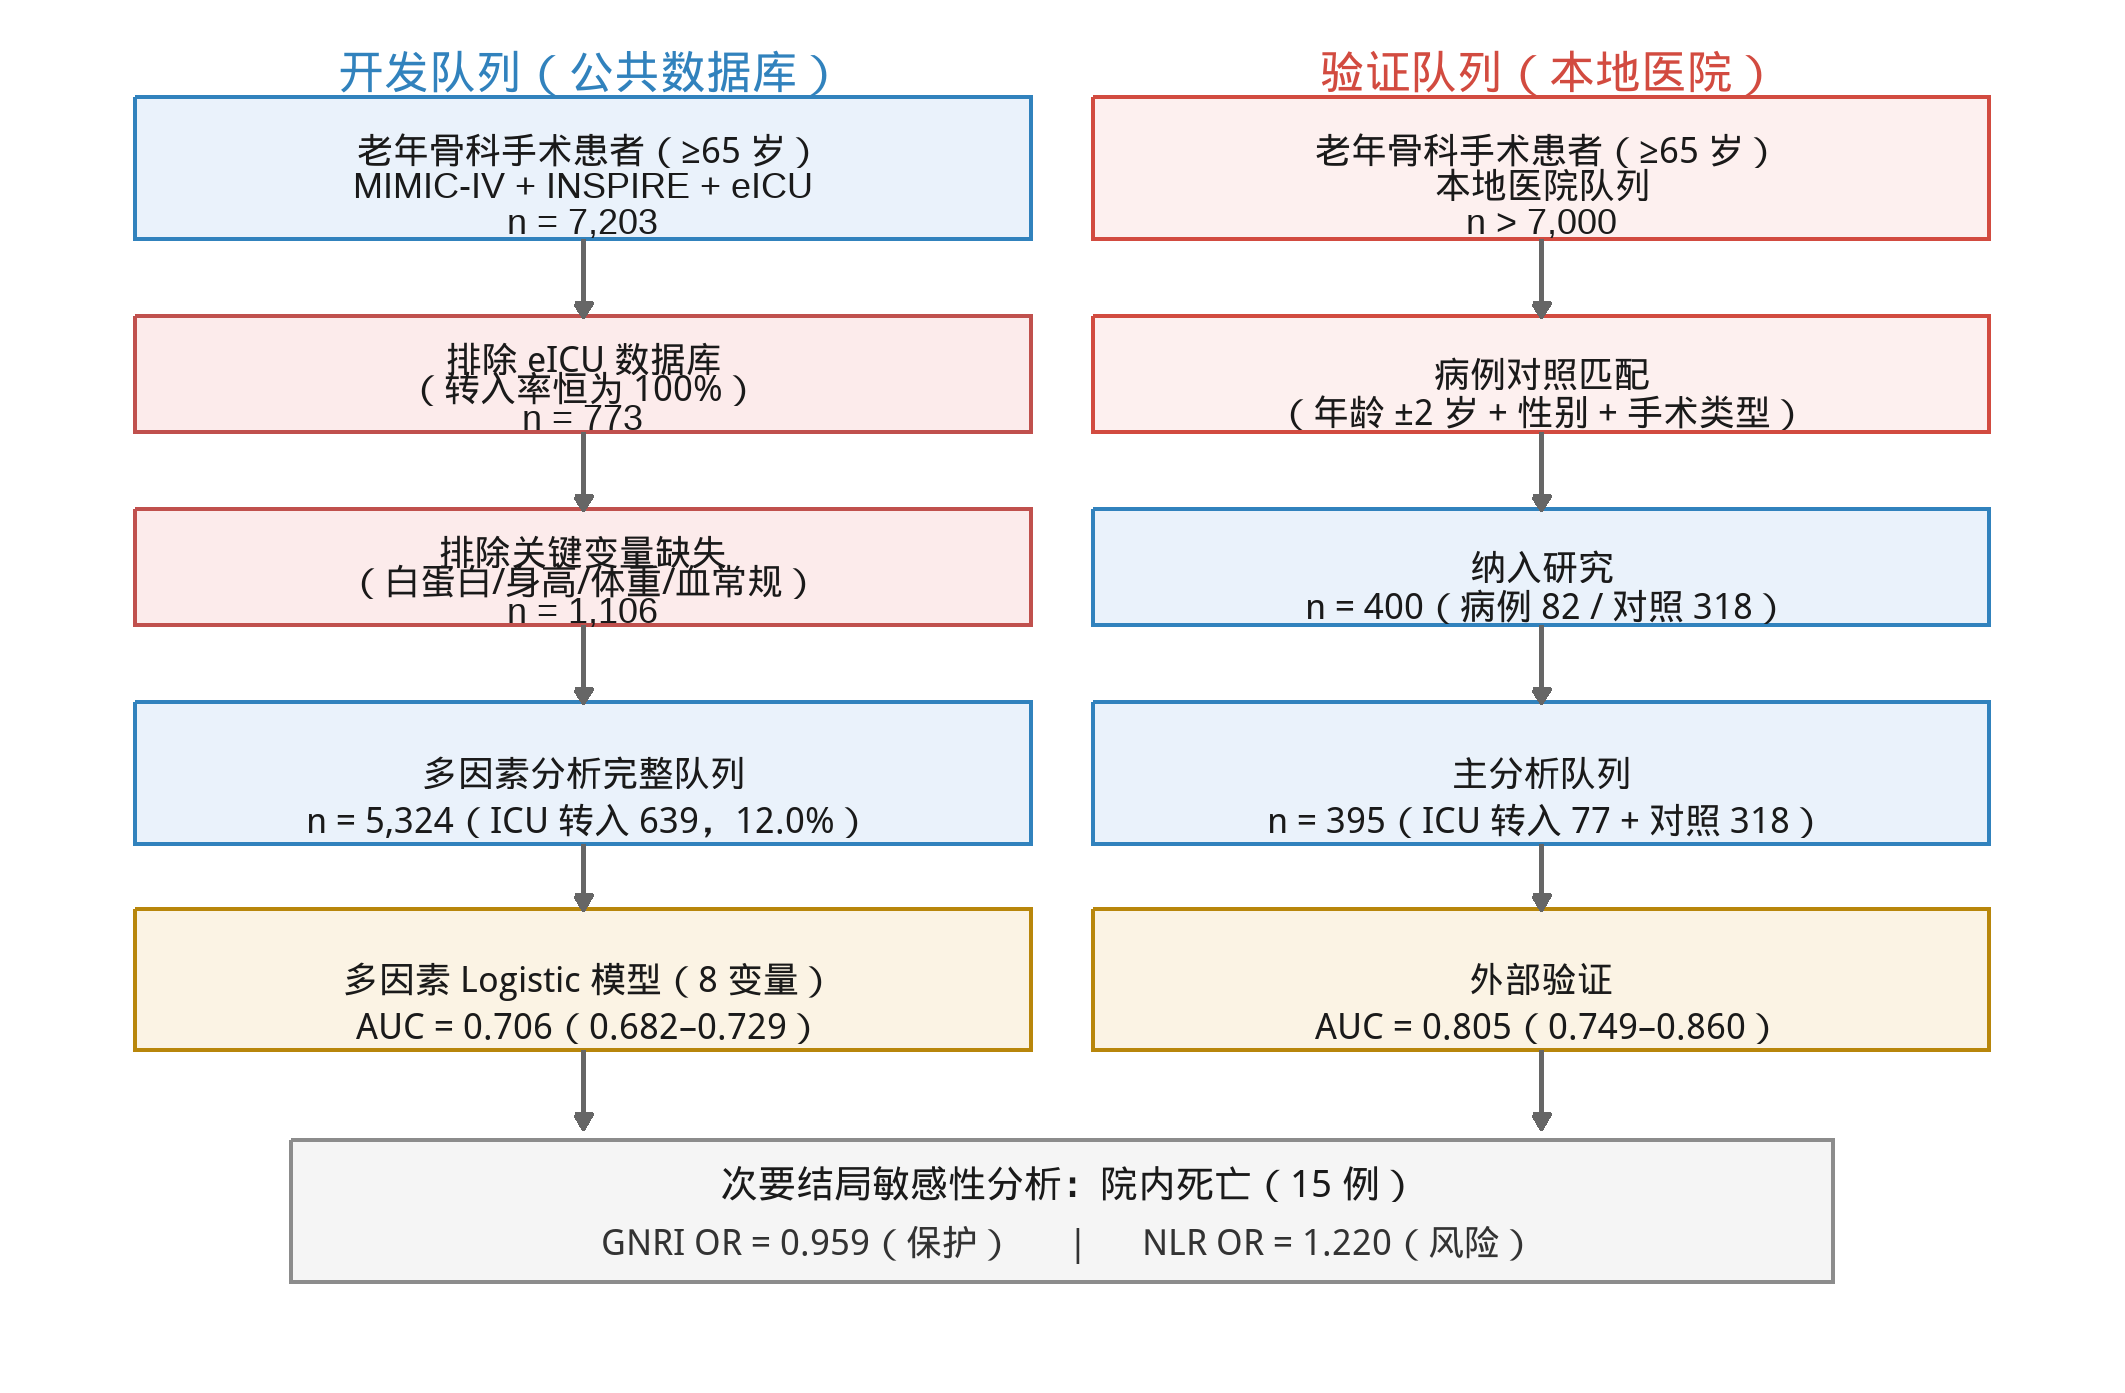 开发队列（公共数据库）
老年骨科手术患者（≥65 岁）
MIMIC-IV + INSPIRE + eICU
n = 7,203
排除 eICU 数据库
（转入率恒为 100%）
n = 773
排除关键变量缺失
（白蛋白/身高/体重/血常规）
n = 1,106
多因素分析完整队列
n = 5,324（ICU 转入 639，12.0%）
多因素 Logistic 模型（8 变量）
AUC = 0.706（0.682–0.729）
验证队列（本地医院）
老年骨科手术患者（≥65 岁）
本地医院队列
n > 7,000
病例对照匹配
（年龄 ±2 岁 + 性别 + 手术类型）
纳入研究
n = 400（病例 82 / 对照 318）
主分析队列
n = 395（ICU 转入 77 + 对照 318）
外部验证
AUC = 0.805（0.749–0.860）
次要结局敏感性分析：院内死亡（15 例）
GNRI OR = 0.959（保护） | NLR OR = 1.220（风险）